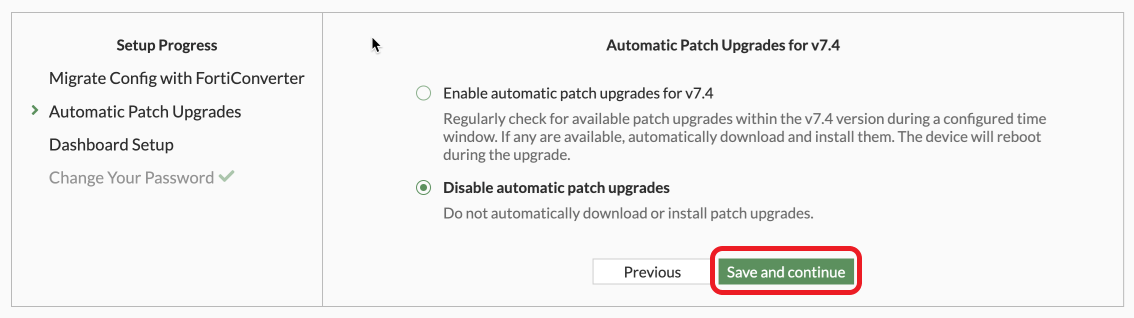 Setup Progress
Migrate Config with FortiConverter
Automatic Patch Upgrades
Dashboard Setup
Change Your Password
Automatic Patch Upgrades for v7.4
Enable automatic patch upgrades for v7.4
Regularly check for available patch upgrades within the v7.4 version during a configured time
window. If any are available, automatically download and install them. The device will reboot
during the upgrade.
Disable automatic patch upgrades
Do not automatically download or install patch upgrades.
Previous
Save and continue